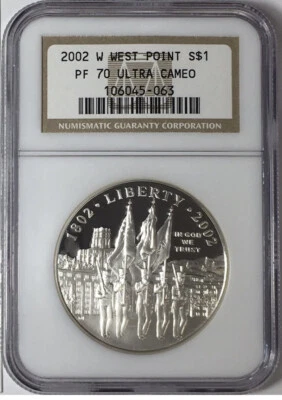 2002 W WEST POINT S$1
PF 70 ULTRA CAMEO
106045-063
NUMISMATIC GUARANTY CORPORATION
1802 • LIBERTY • 2002
IN GOD
WE
TRUST